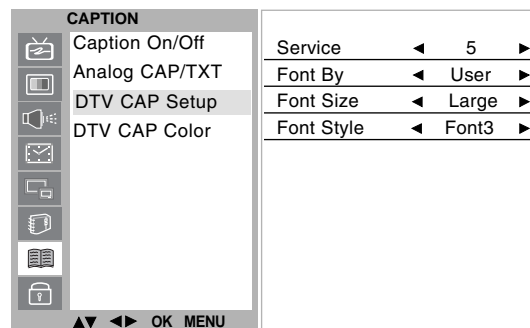 CAPTION
Caption On/Off
Analog CAP/TXT
DTV CAP Setup
DTV CAP Color
Service ◄ 5 ►
Font By ◄ User ►
Font Size ◄ Large ►
Font Style ◄ Font3 ►
▲▼ ◄► OK MENU